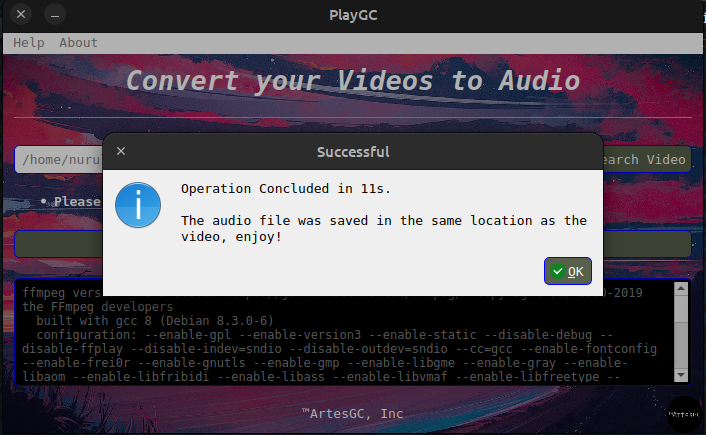 PlayGC
Help About
Convert your Videos to Audio
/home/nuru
earch Video
• Please
Successful
Operation Concluded in 11s.
The audio file was saved in the same location as the
video, enjoy!
OK
ffmpeg vers
0-2019
the FFmpeg developers
built with gcc 8 (Debian 8.3.0-6)
configuration: --enable-gpl --enable-version3 --enable-static --disable-debug --
disable-ffplay --disable-indev=sndio --disable-outdev=sndio --cc=gcc --enable-fontconfig
--enable-frei0r --enable-gnutls --enable-gmp --enable-libgme --enable-gray --enable-
libaom --enable-libfribidi --enable-libass --enable-libvmaf --enable-libfreetype --
™ArtesGC, Inc